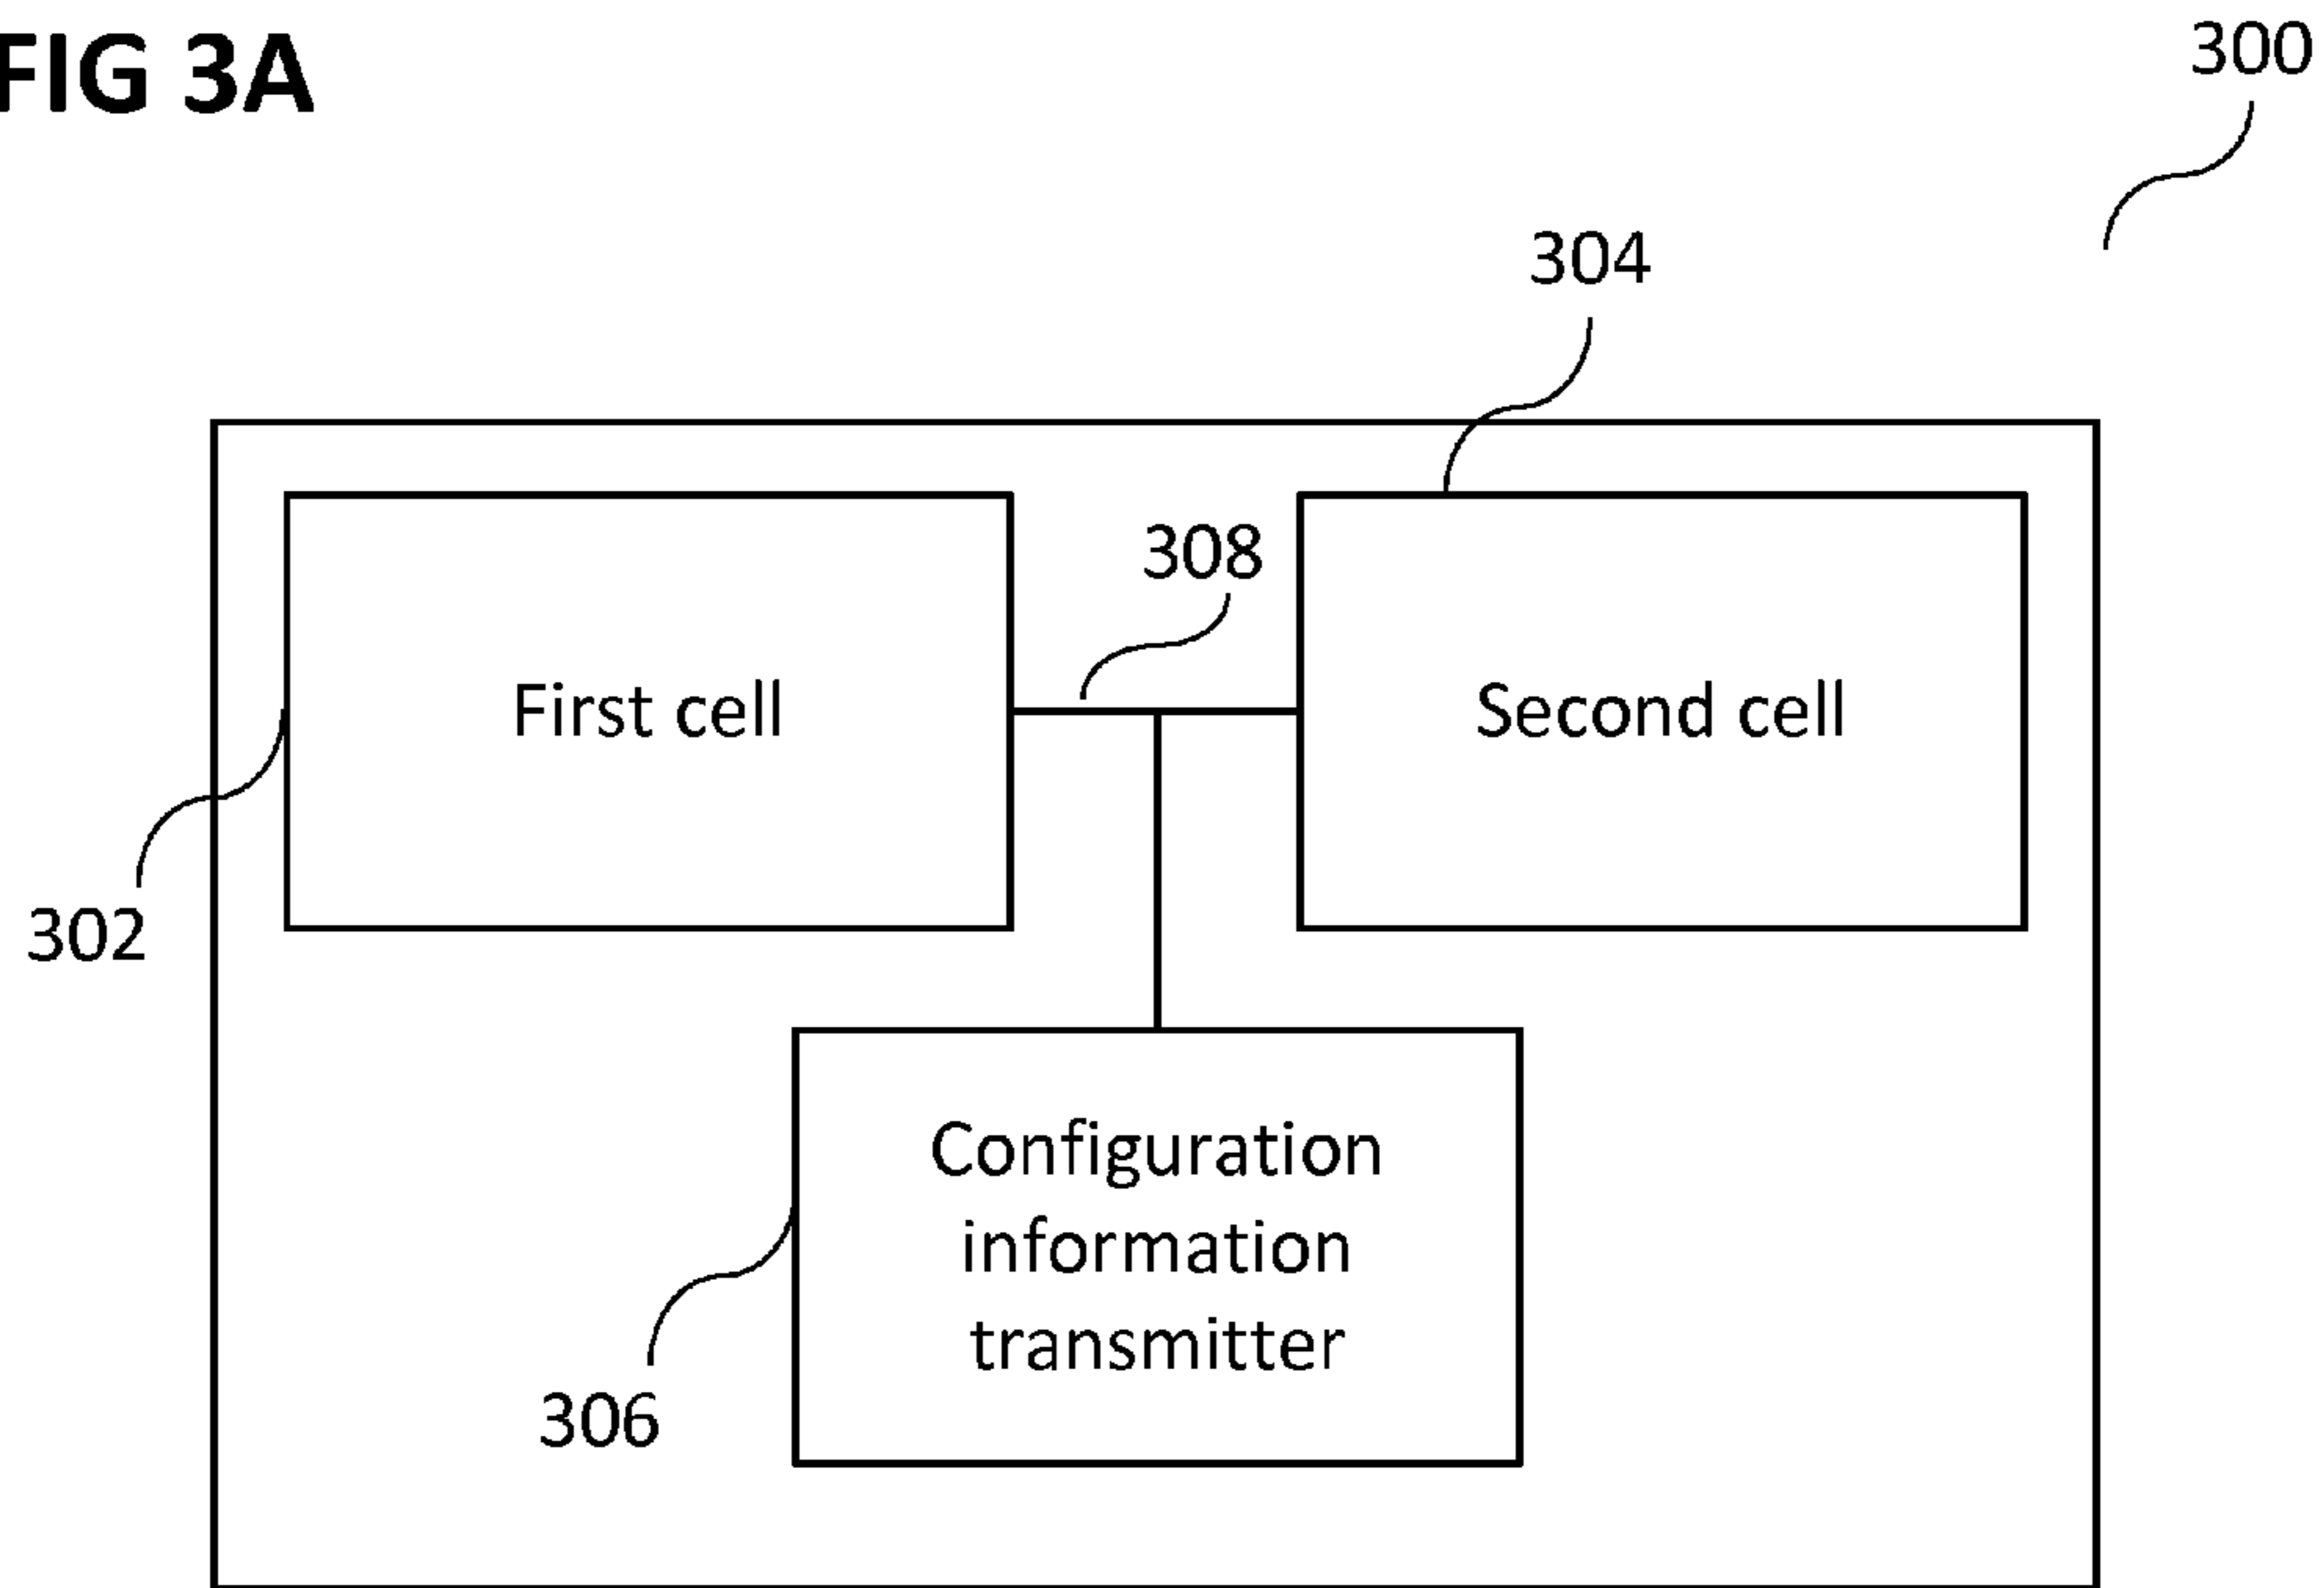 FIG 3A
300
304
308
First cell
Second cell
302
Configuration
information
transmitter
306